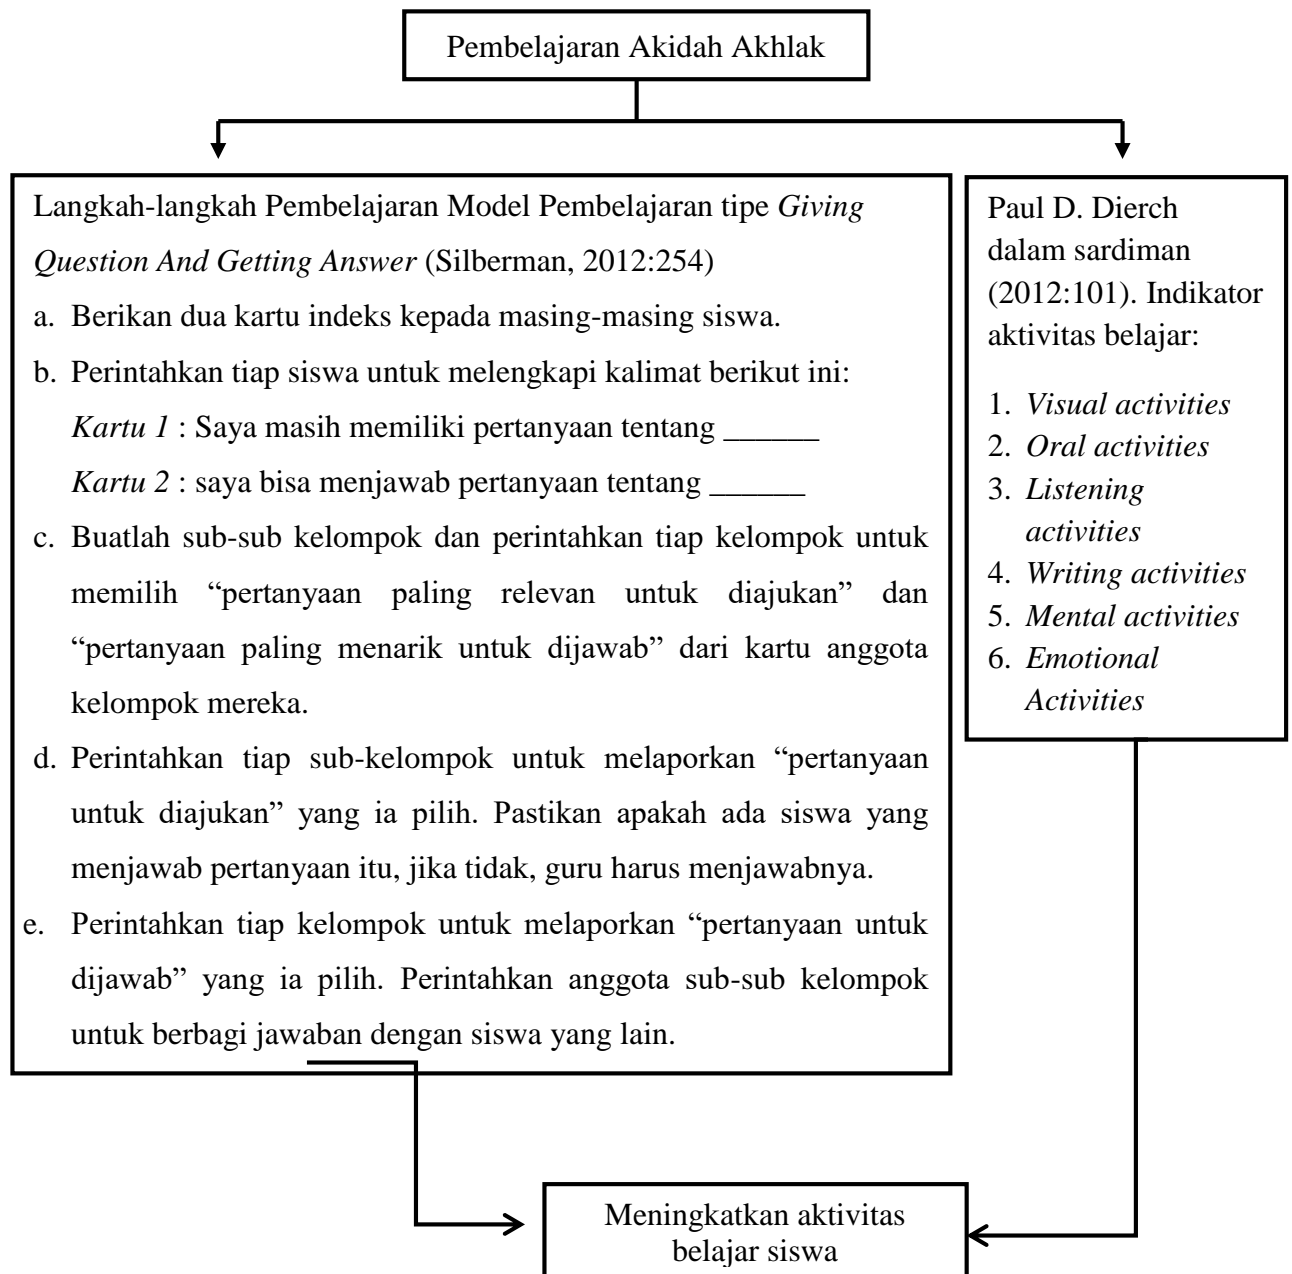 Pembelajaran Akidah Akhlak
Langkah-langkah Pembelajaran Model Pembelajaran tipe Giving
Question And Getting Answer (Silberman, 2012:254)
a. Berikan dua kartu indeks kepada masing-masing siswa.
b. Perintahkan tiap siswa untuk melengkapi kalimat berikut ini:
Kartu 1 : Saya masih memiliki pertanyaan tentang ______
Kartu 2 : saya bisa menjawab pertanyaan tentang ______
c. Buatlah sub-sub kelompok dan perintahkan tiap kelompok untuk
memilih “pertanyaan paling relevan untuk diajukan” dan
“pertanyaan paling menarik untuk dijawab” dari kartu anggota
kelompok mereka.
d. Perintahkan tiap sub-kelompok untuk melaporkan “pertanyaan
untuk diajukan” yang ia pilih. Pastikan apakah ada siswa yang
menjawab pertanyaan itu, jika tidak, guru harus menjawabnya.
e. Perintahkan tiap kelompok untuk melaporkan “pertanyaan untuk
dijawab” yang ia pilih. Perintahkan anggota sub-sub kelompok
untuk berbagi jawaban dengan siswa yang lain.
Paul D. Dierch
dalam sardiman
(2012:101). Indikator
aktivitas belajar:
1. Visual activities
2. Oral activities
3. Listening
activities
4. Writing activities
5. Mental activities
6. Emotional
Activities
Meningkatkan aktivitas
belajar siswa